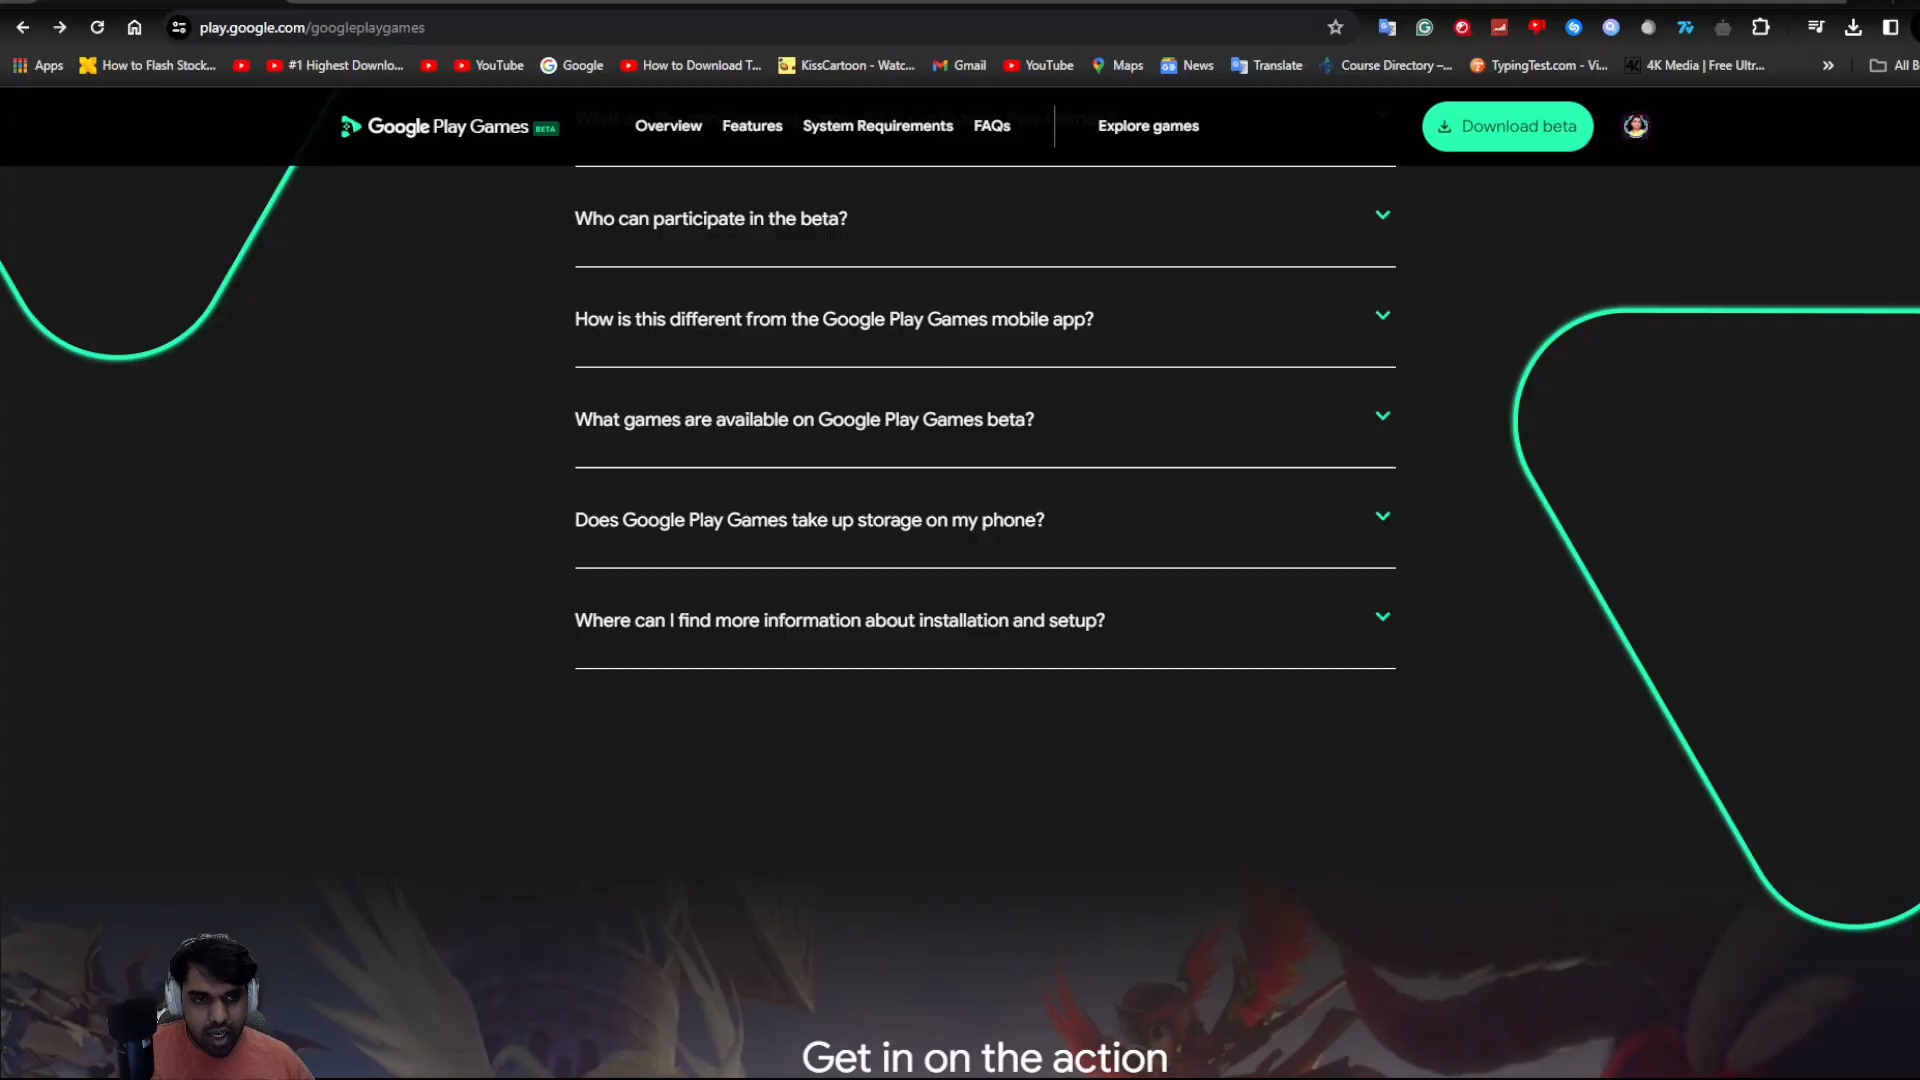 play.google.com/googleplaygames
Apps
How to Flash Stock...
#1 Highest Downlo...
YouTube
Google
How to Download T...
KissCartoon - Watc...
Gmail
YouTube
Maps
News
Translate
Course Directory –...
TypingTest.com - Vi...
4K Media | Free Ultr...
»
All B
Google Play Games BETA
Overview
Features
System Requirements
FAQs
Explore games
Download beta
Who can participate in the beta?
How is this different from the Google Play Games mobile app?
What games are available on Google Play Games beta?
Does Google Play Games take up storage on my phone?
Where can I find more information about installation and setup?
Get in on the action